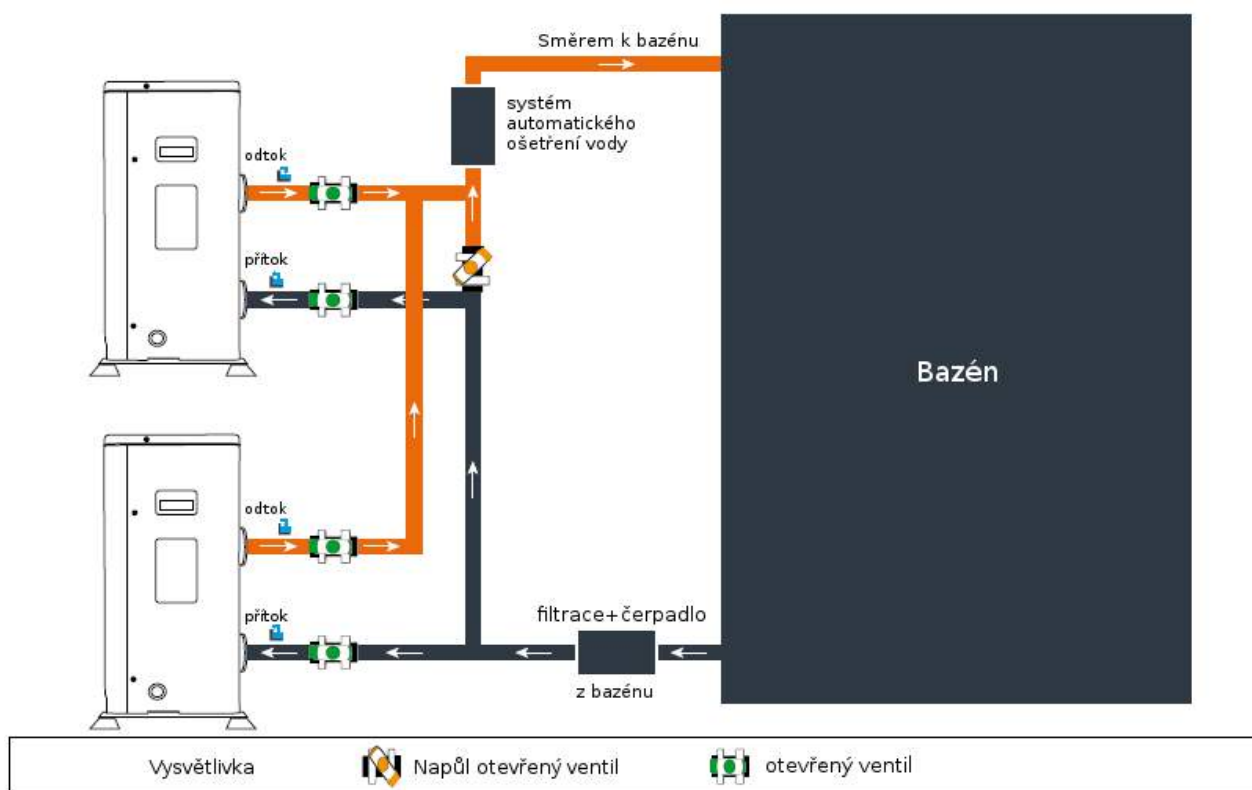 Směrem k bazénu
systém
automatického
ošetření vody
odtok
přítok
Bazén
odtok
přítok
filtrace+čerpadlo
z bazénu
Vysvětlivka
Napůl otevřený ventil
otevřený ventil